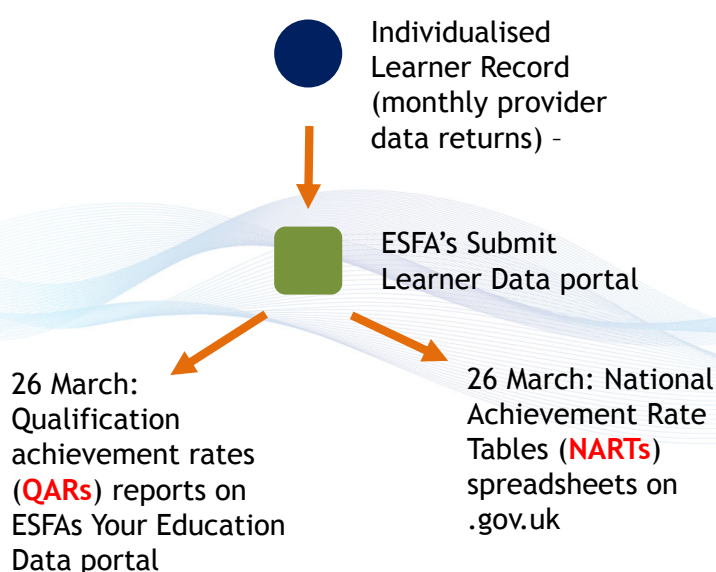 Individualised
Learner Record
(monthly provider
data returns) –
ESFA's Submit
Learner Data portal
26 March:
Qualification
achievement rates
(QARs) reports on
ESFAs Your Education
Data portal
26 March: National
Achievement Rate
Tables (NARTs)
spreadsheets on
.gov.uk